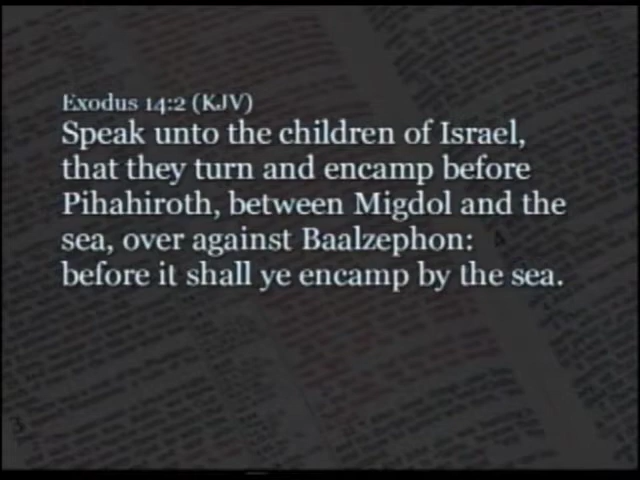 Exodus 14:2 (KJV)
Speak unto the children of Israel,
that they turn and encamp before
Pihahiroth, between Migdol and the
sea, over against Baalzephon:
before it shall ye encamp by the sea.